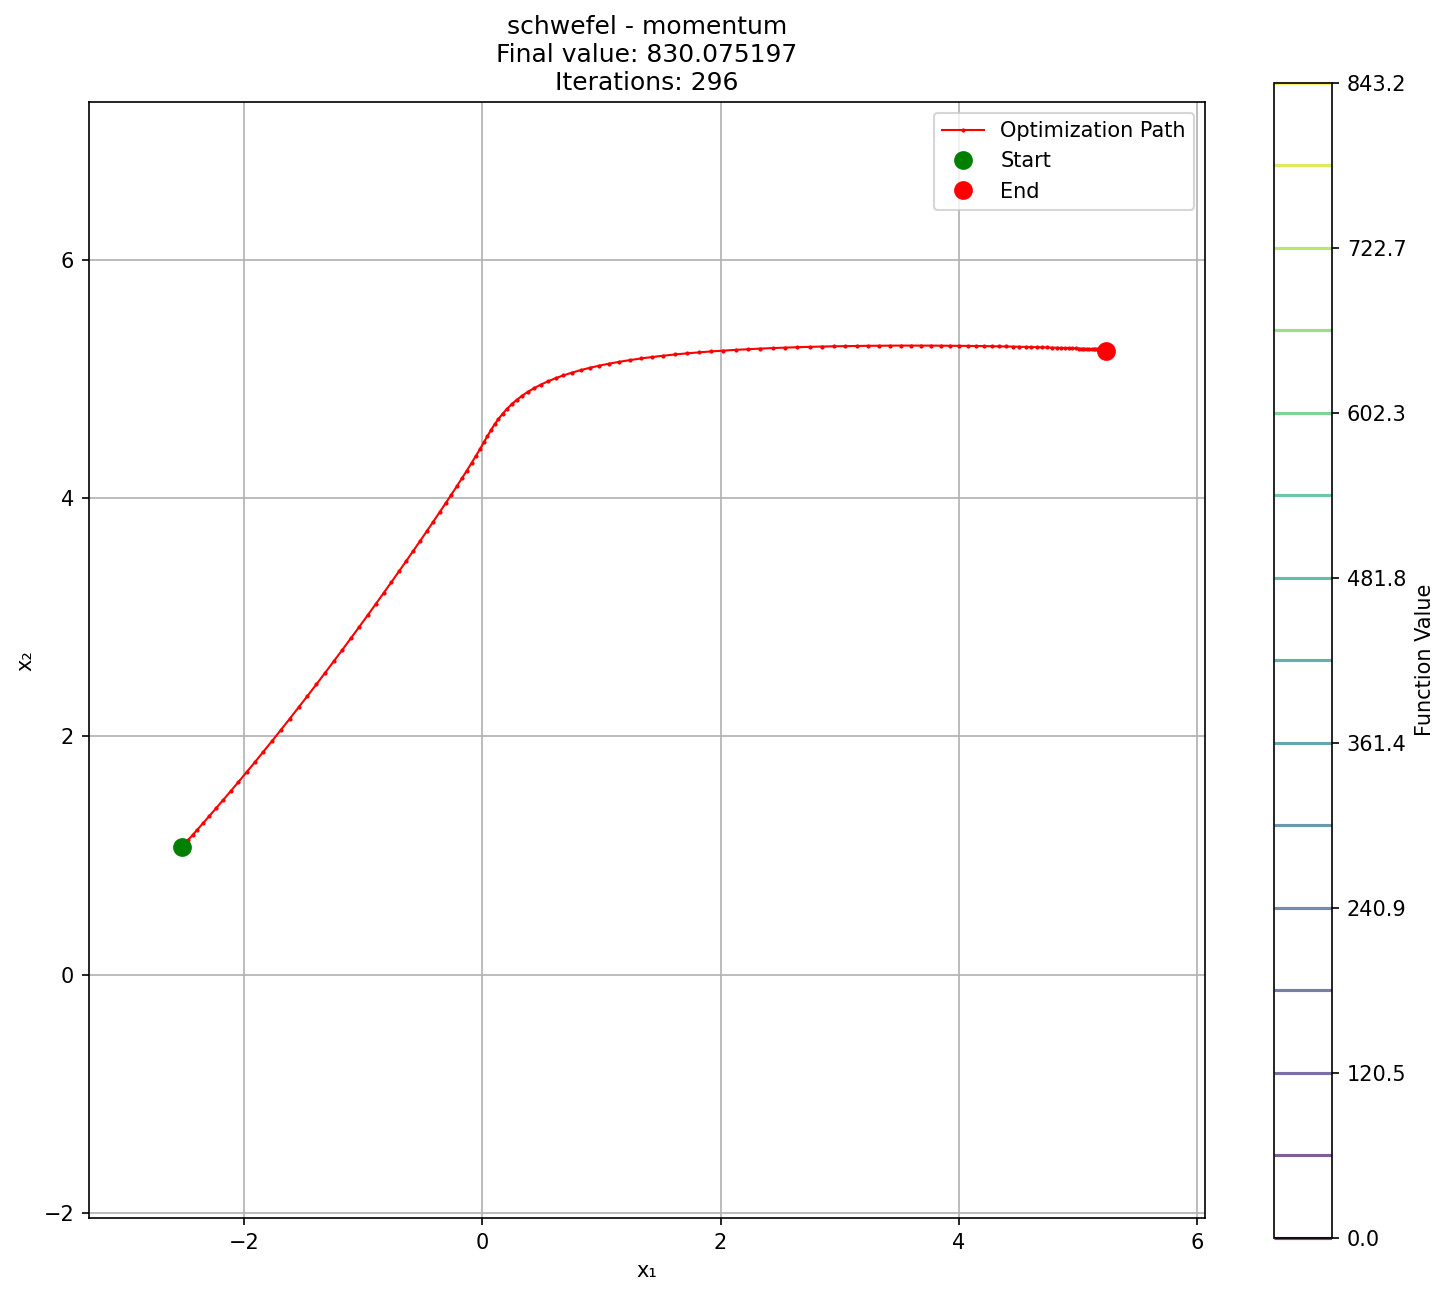 schwefel - momentum
Final value: 830.075197
Iterations: 296
Optimization Path
Start
End
6
4
2
0
−2
x₂
−2
0
2
4
6
x₁
843.2
722.7
602.3
481.8
361.4
240.9
120.5
0.0
Function Value